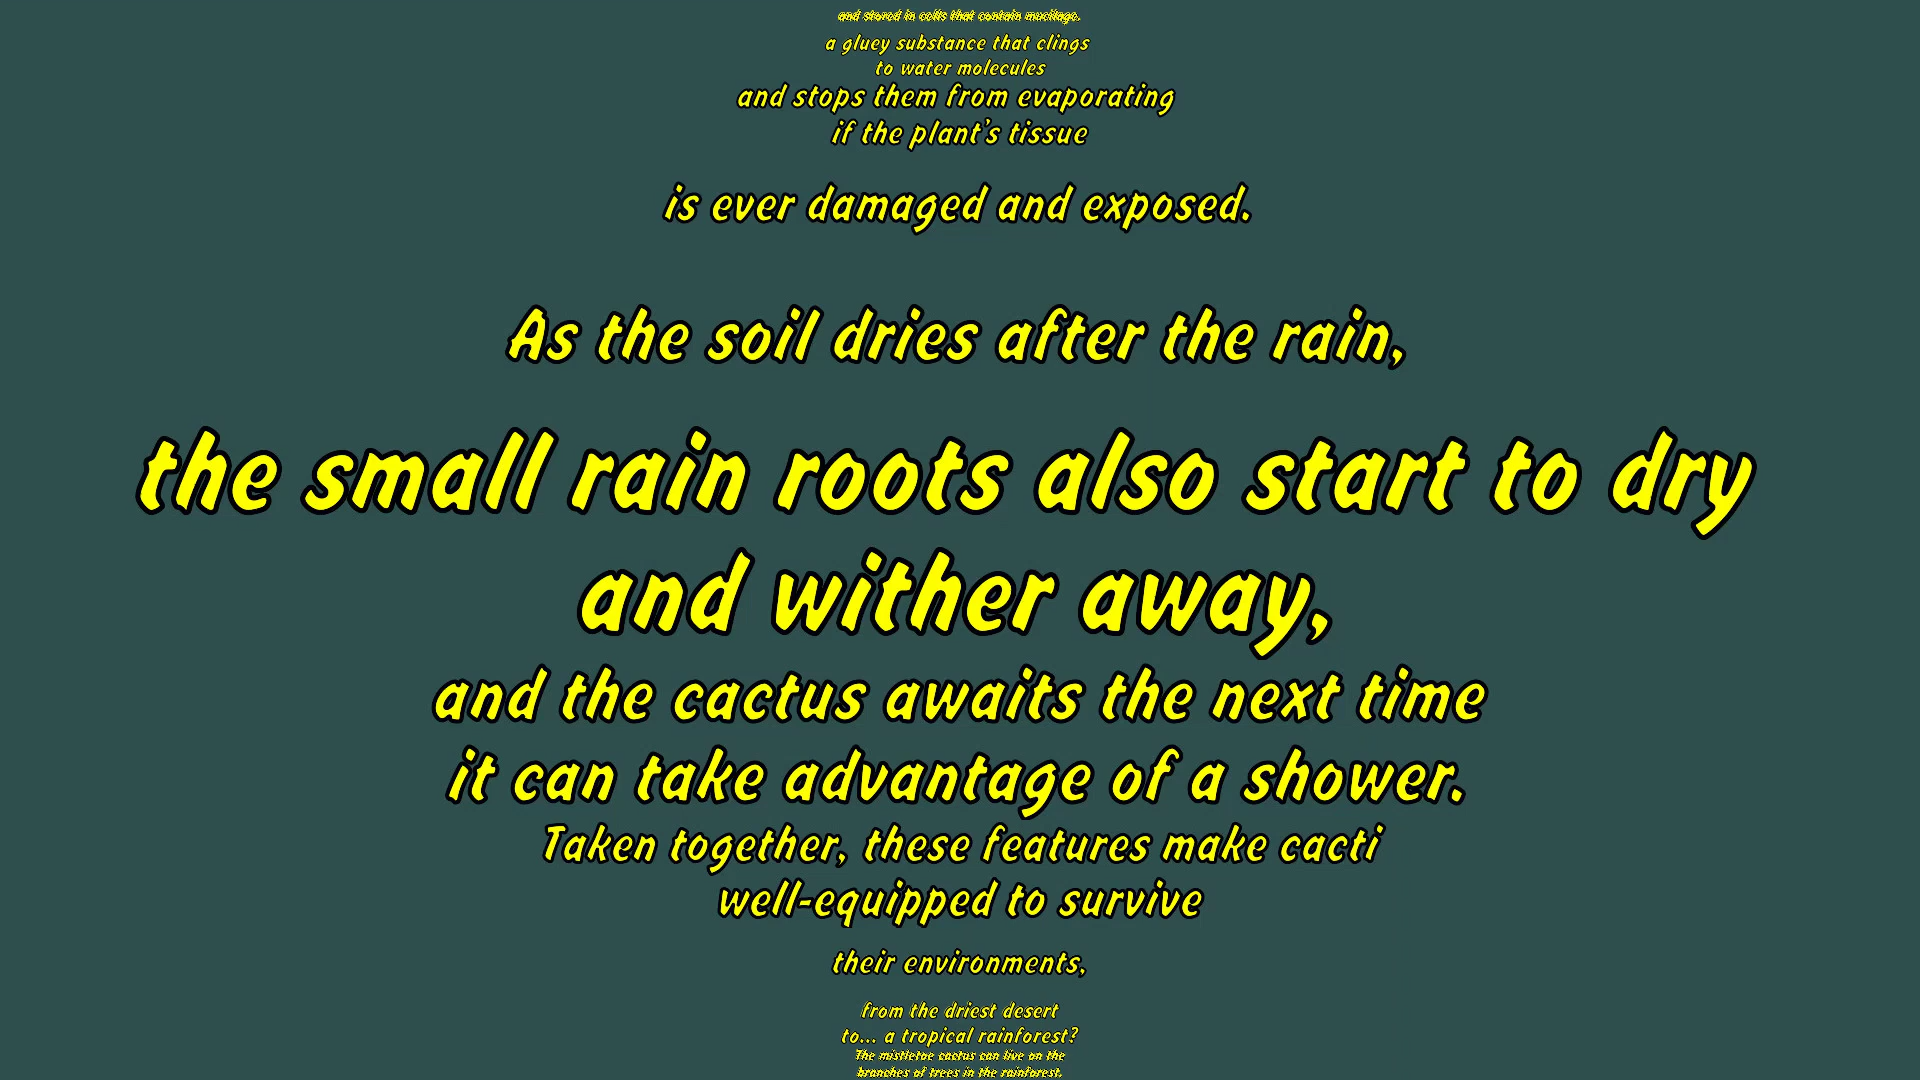 and stored in cells that contain mucilage.
a gluey substance that clings
to water molecules
and stops them from evaporating
if the plant's tissue
is ever damaged and exposed.
As the soil dries after the rain,
the small rain roots also start to dry
and wither away,
and the cactus awaits the next time
it can take advantage of a shower.
Taken together, these features make cacti
well-equipped to survive
their environments,
from the driest desert
to... a tropical rainforest?
The mistletoe cactus can live on the
branches of trees in the rainforest.